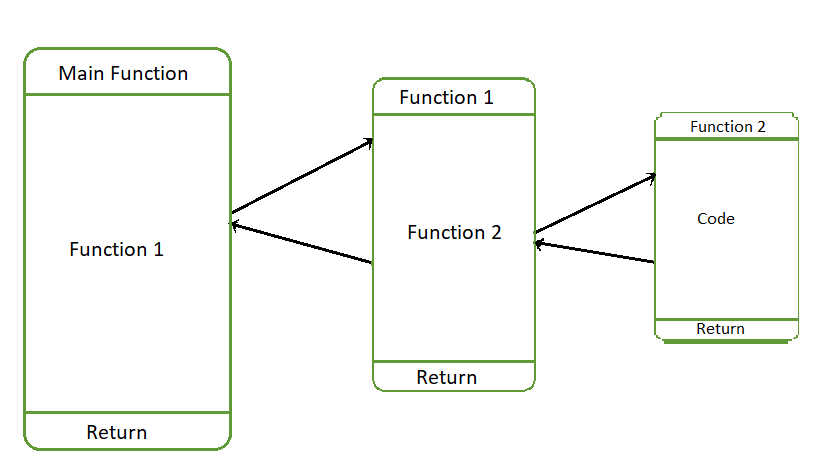 Main Function
Function 1
Return
Function 1
Function 2
Return
Function 2
Code
Return